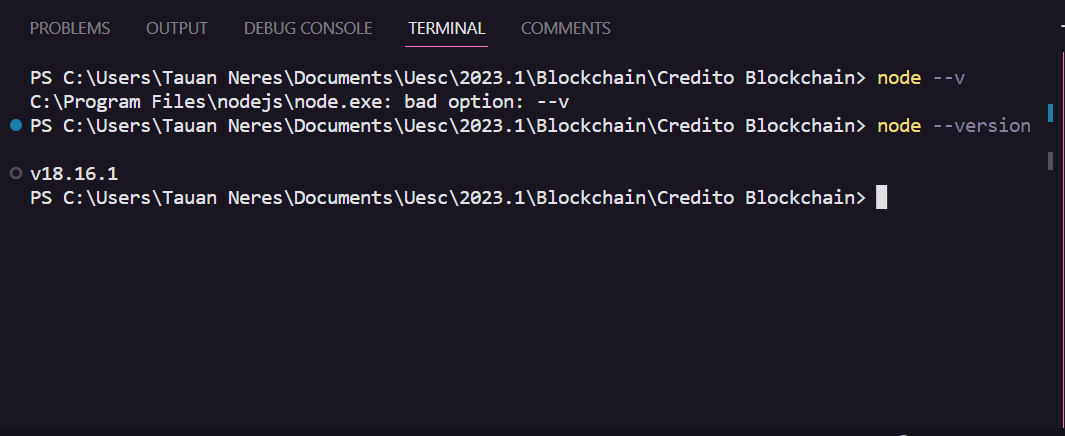 PROBLEMS OUTPUT DEBUG CONSOLE TERMINAL COMMENTS
PS C:\Users\Tauan Neres\Documents\Uesc\2023.1\Blockchain\Credito Blockchain> node --v
C:\Program Files\nodejs\node.exe: bad option: --v
PS C:\Users\Tauan Neres\Documents\Uesc\2023.1\Blockchain\Credito Blockchain> node --version
v18.16.1
PS C:\Users\Tauan Neres\Documents\Uesc\2023.1\Blockchain\Credito Blockchain>